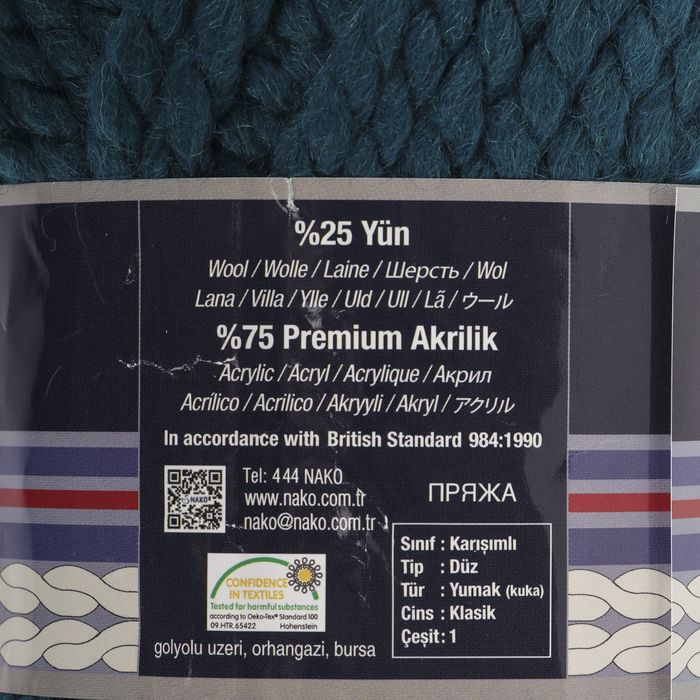 %25 Yün
Wool / Wolle / Laine / Шерсть / Wol
Lana / Villa / Ylle / Uld / Ull / Lã / ウール
%75 Premium Akrilik
Acrylic / Acryl / Acrylique / Акрил
Acrílico / Acrilico / Akryyli / Akryl / アクリル
In accordance with British Standard 984:1990
NAKO
Tel: 444 NAKO
www.nako.com.tr
nako@nako.com.tr
ПРЯЖА
CONFIDENCE
IN TEXTILES
Tested for harmful substances
according to Oeko-Tex® Standard 100
09.HTR.65422 Hohenstein
golyolu uzeri, orhangazi, bursa
Sınıf : Karışımlı
Tip : Düz
Tür : Yumak (kuka)
Cins : Klasik
Çeşit : 1